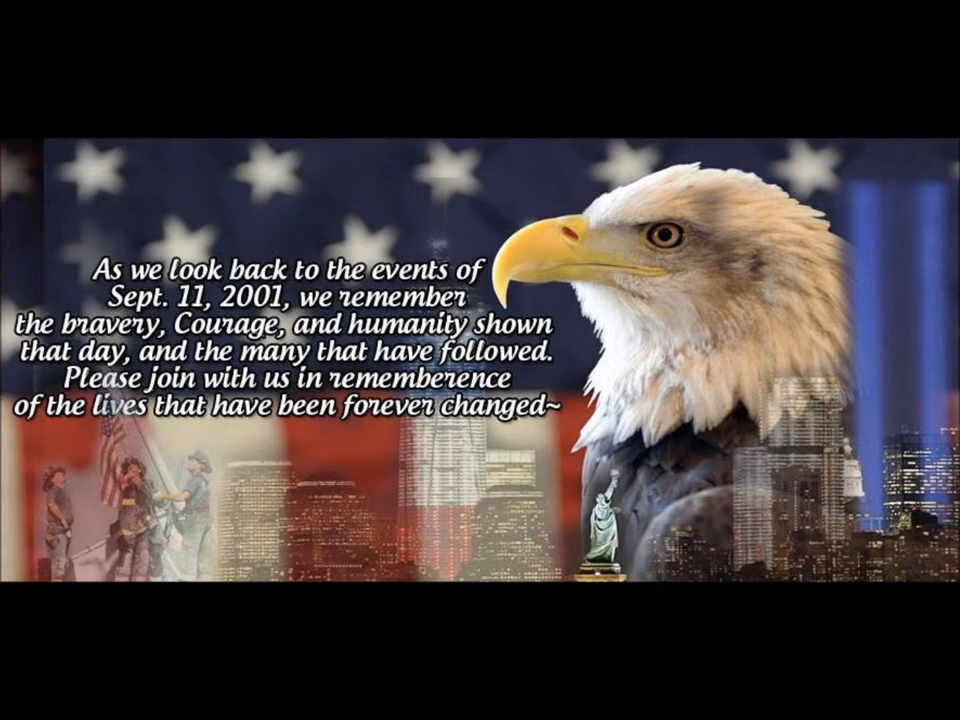 As we look back to the events of
Sept. 11, 2001, we remember
the bravery, Courage, and humanity shown
that day, and the many that have followed.
Please join with us in rememberence
of the lives that have been forever changed~